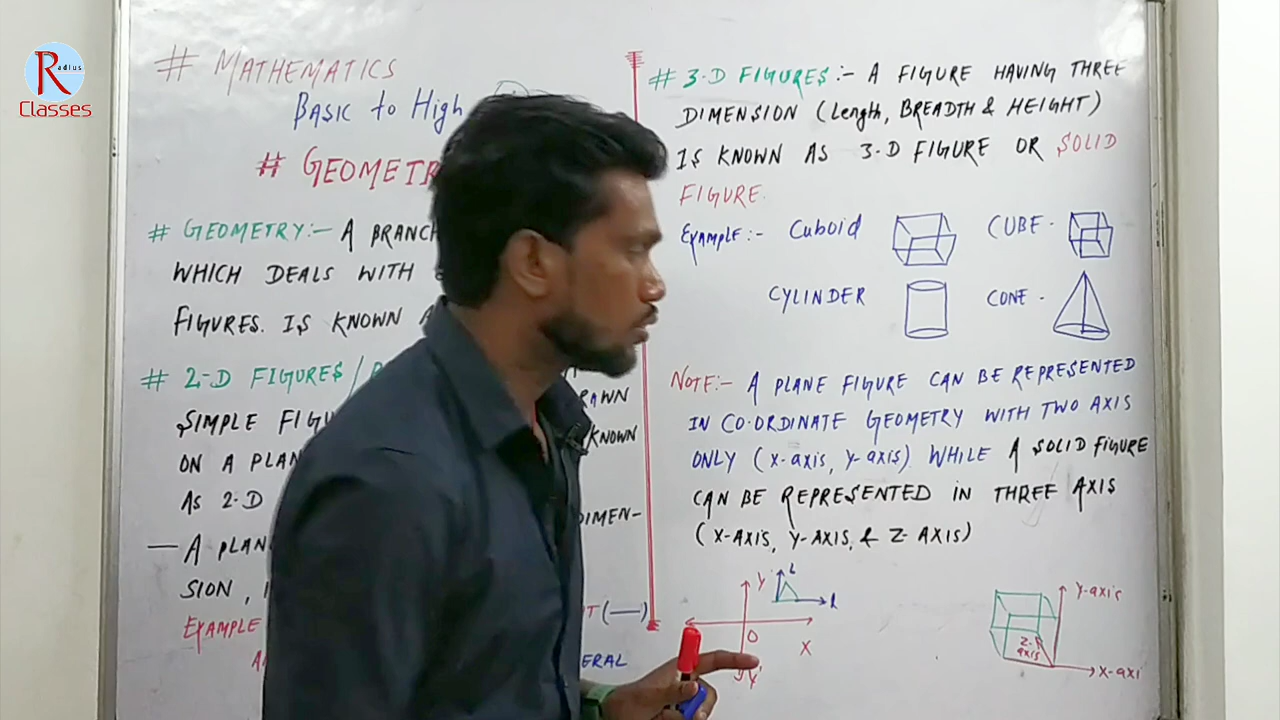 Radius
Classes
# MATHEMATICS
BASIC to High
# GEOMETR
# GEOMETRY:- A BRANCH
WHICH DEALS WITH
FIGURES. IS KNOWN
# 2-D FIGURES/
SIMPLE FIGU RAWN
ON A PLAN KNOWN
AS 2-D
DIMEN-
— A PLAN
SION,
EXAMPLE T (—)
ERAL
# 3-D FIGURES:- A FIGURE HAVING THREE
DIMENSION (Length, BREADTH & HEIGHT)
IS KNOWN AS 3-D FIGURE OR SOLID
FIGURE.
EXAMPLE:- Cuboid CUBE -
CYLINDER CONE -
NOTE:- A PLANE FIGURE CAN BE REPRESENTED
IN CO-ORDINATE GEOMETRY WITH TWO AXIS
ONLY (X-axis, Y-axis). WHILE A SOLID FIGURE
CAN BE REPRESENTED IN THREE AXIS
(X-AXIS, Y-AXIS, & Z-AXIS)
Y
O
X
Y'
Y-axis
Z-
axis
X-axi